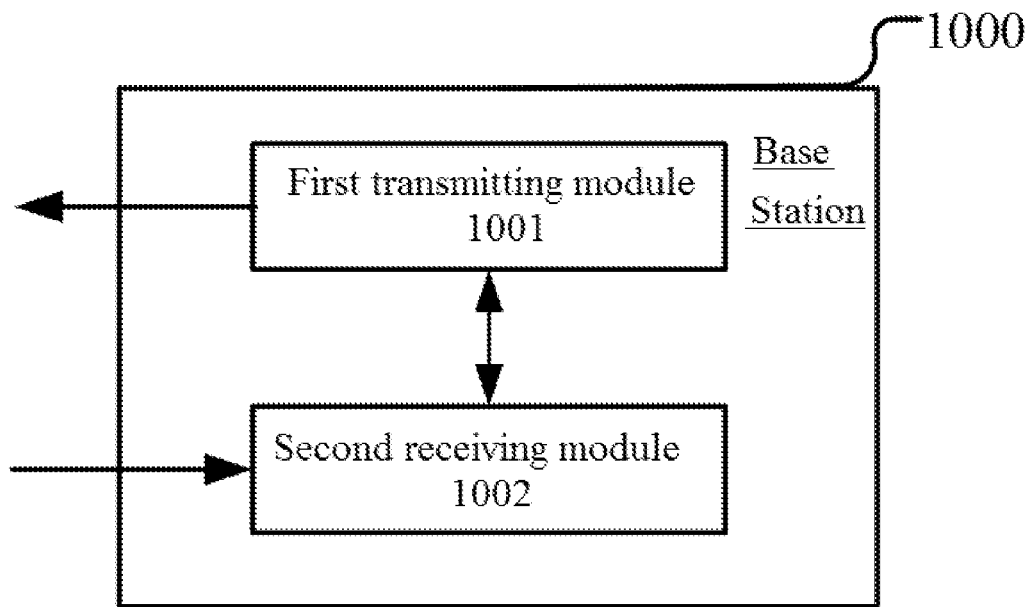 1000
First transmitting module
1001
Base
Station
Second receiving module
1002